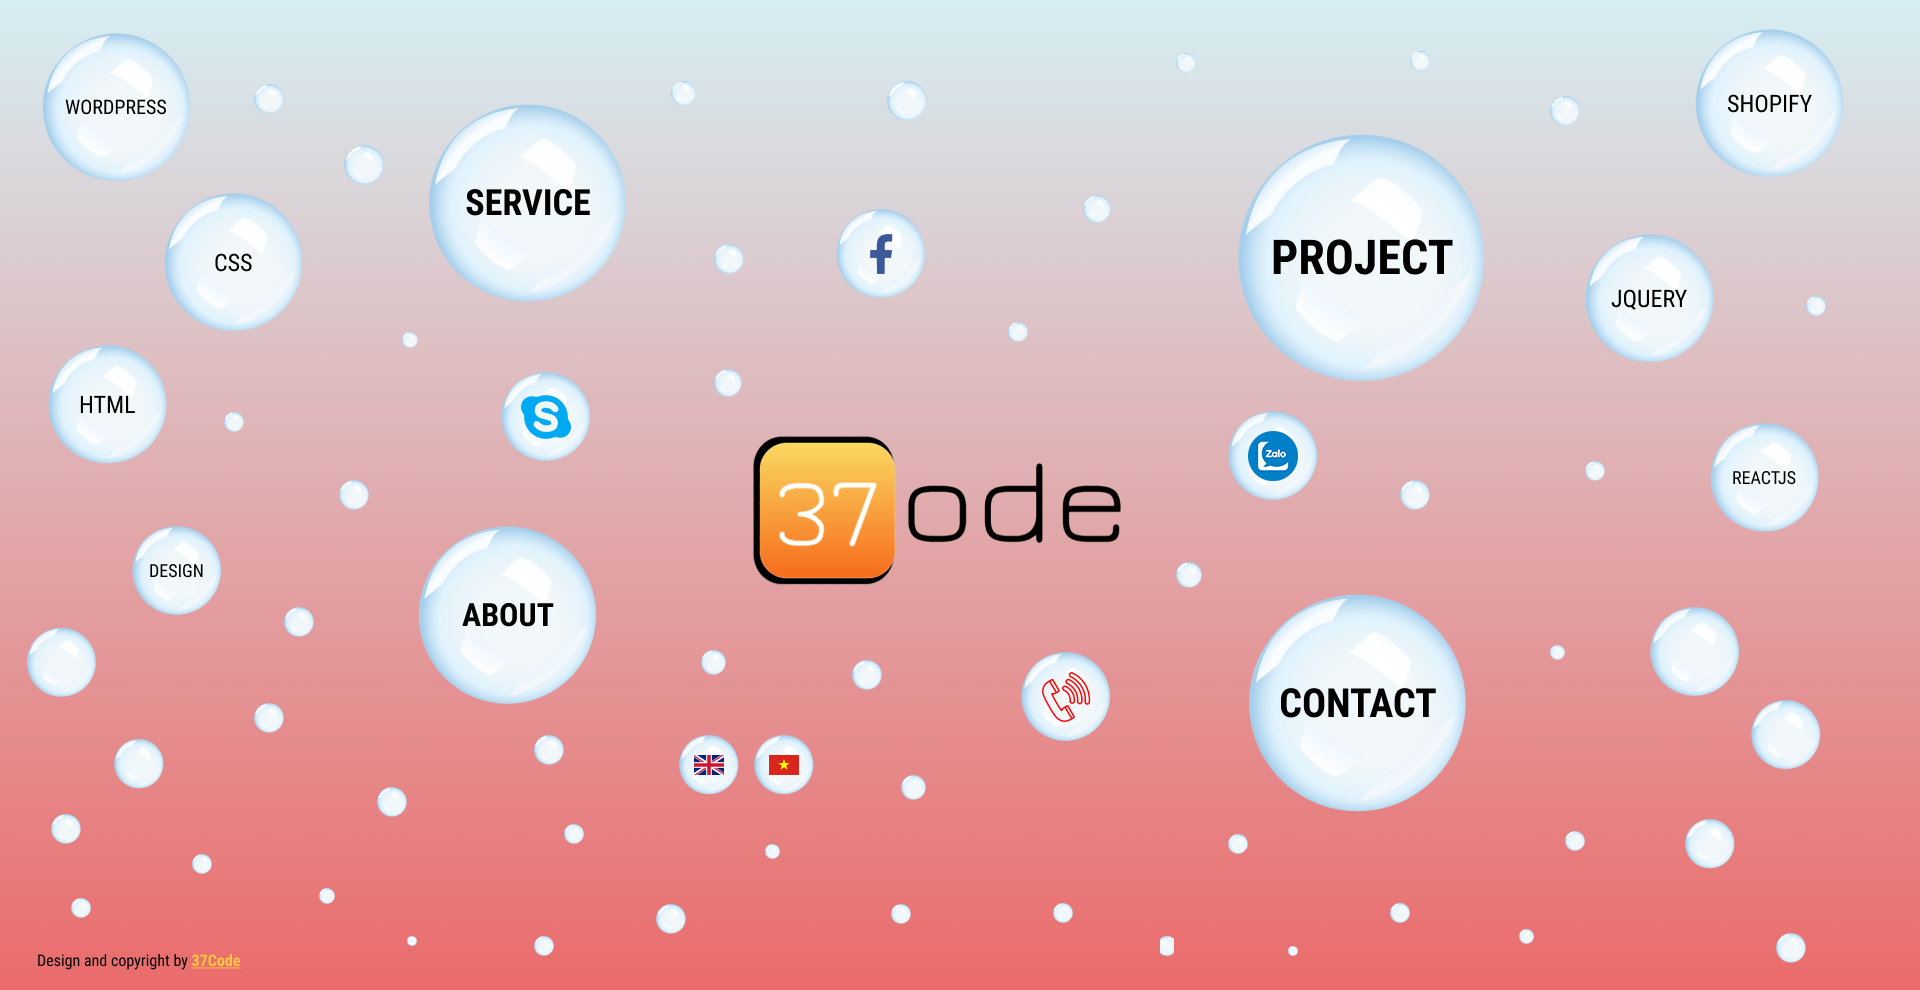 WORDPRESS
SHOPIFY
SERVICE
PROJECT
CSS
JQUERY
HTML
S
Zalo
REACTJS
37ode
DESIGN
ABOUT
CONTACT
Design and copyright by 37Code